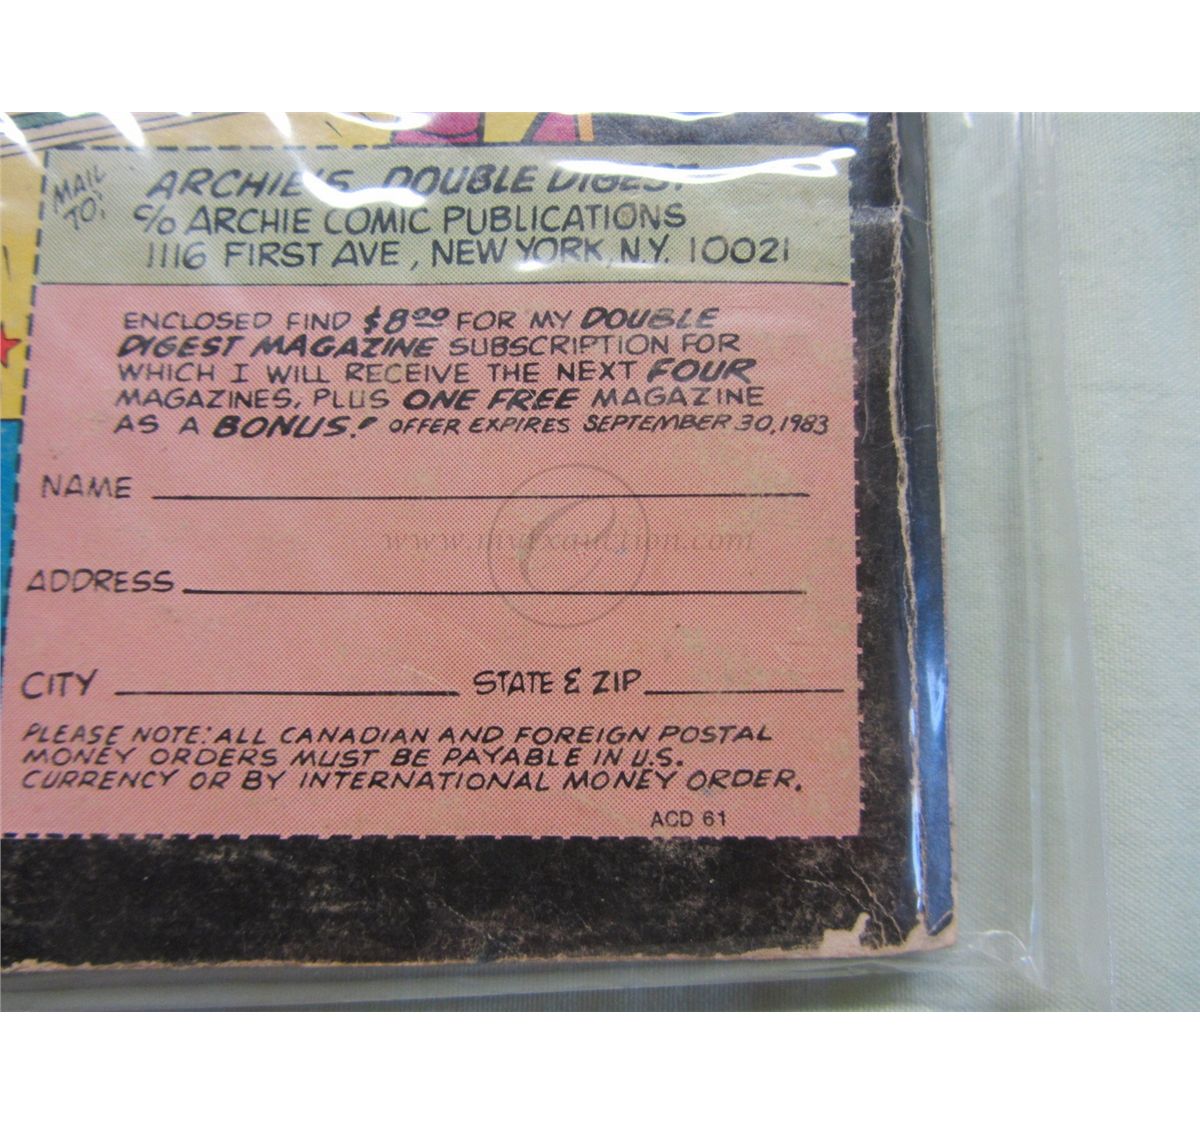 MAIL TO:
ARCHIE'S DOUBLE DIGEST
C/O ARCHIE COMIC PUBLICATIONS
1116 FIRST AVE, NEW YORK, N.Y. 10021
ENCLOSED FIND $8.00 FOR MY DOUBLE
DIGEST MAGAZINE SUBSCRIPTION FOR
WHICH I WILL RECEIVE THE NEXT FOUR
MAGAZINES, PLUS ONE FREE MAGAZINE
AS A BONUS! OFFER EXPIRES SEPTEMBER 30, 1983
NAME
ADDRESS
CITY STATE & ZIP
PLEASE NOTE: ALL CANADIAN AND FOREIGN POSTAL
MONEY ORDERS MUST BE PAYABLE IN U.S.
CURRENCY OR BY INTERNATIONAL MONEY ORDER.
ACD 61